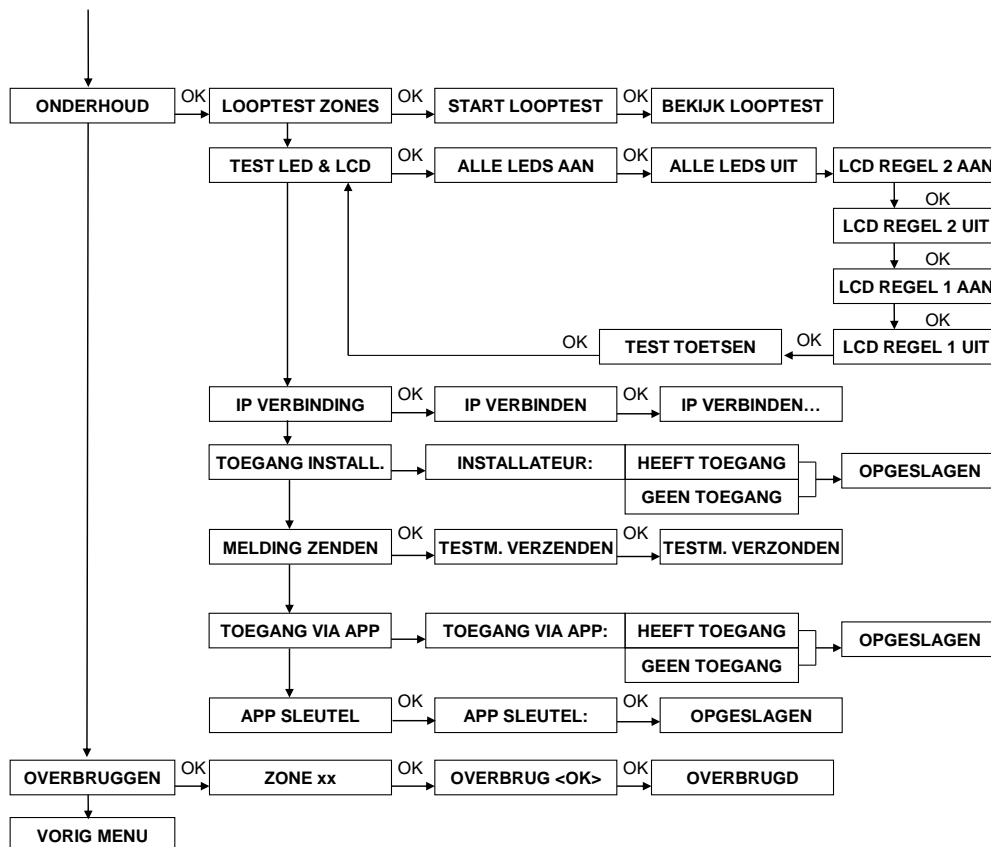 ONDERHOUD OK LOOPTEST ZONES OK START LOOPTEST OK BEKIJK LOOPTEST
TEST LED & LCD OK ALLE LEDS AAN OK ALLE LEDS UIT LCD REGEL 2 AAN
OK
LCD REGEL 2 UIT
OK
LCD REGEL 1 AAN
OK
OK TEST TOETSEN OK LCD REGEL 1 UIT
IP VERBINDING OK IP VERBINDEN OK IP VERBINDEN…
TOEGANG INSTALL. INSTALLATEUR: HEEFT TOEGANG OPGESLAGEN
GEEN TOEGANG
MELDING ZENDEN OK TESTM. VERZENDEN OK TESTM. VERZONDEN
TOEGANG VIA APP TOEGANG VIA APP: HEEFT TOEGANG OPGESLAGEN
GEEN TOEGANG
APP SLEUTEL OK APP SLEUTEL: OK OPGESLAGEN
OVERBRUGGEN OK ZONE xx OK OVERBRUG <OK> OK OVERBRUGD
VORIG MENU